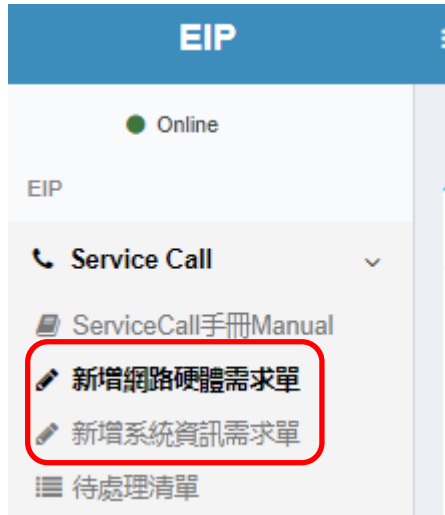 EIP
Online
EIP
Service Call
ServiceCall手冊Manual
新增網路硬體需求單
新增系統資訊需求單
待處理清單